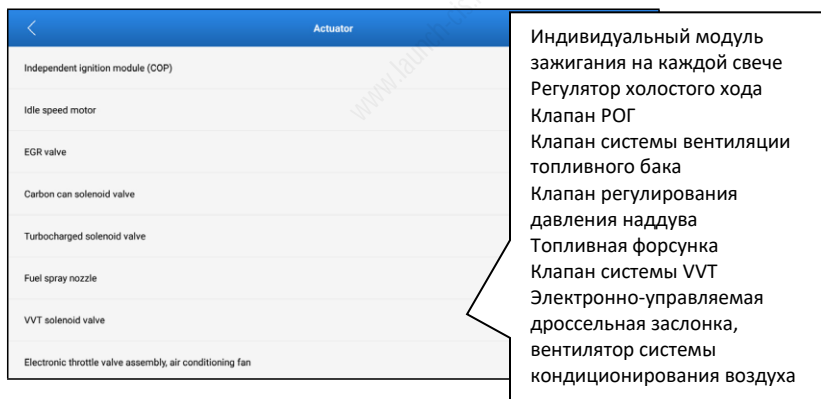 Actuator
Independent ignition module (COP)
Idle speed motor
EGR valve
Carbon can solenoid valve
Turbocharged solenoid valve
Fuel spray nozzle
VVT solenoid valve
Electronic throttle valve assembly, air conditioning fan
Индивидуальный модуль
зажигания на каждой свече
Регулятор холостого хода
Клапан РОГ
Клапан системы вентиляции
топливного бака
Клапан регулирования
давления наддува
Топливная форсунка
Клапан системы VVT
Электронно-управляемая
дроссельная заслонка,
вентилятор системы
кондиционирования воздуха